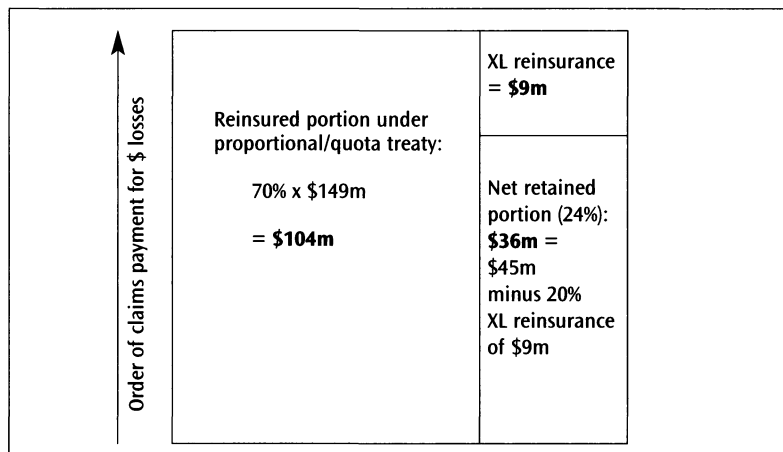 Order of claims payment for $ losses
Reinsured portion under
proportional/quota treaty:
70% x $149m
= $104m
XL reinsurance
= $9m
Net retained
portion (24%):
$36m =
$45m
minus 20%
XL reinsurance
of $9m